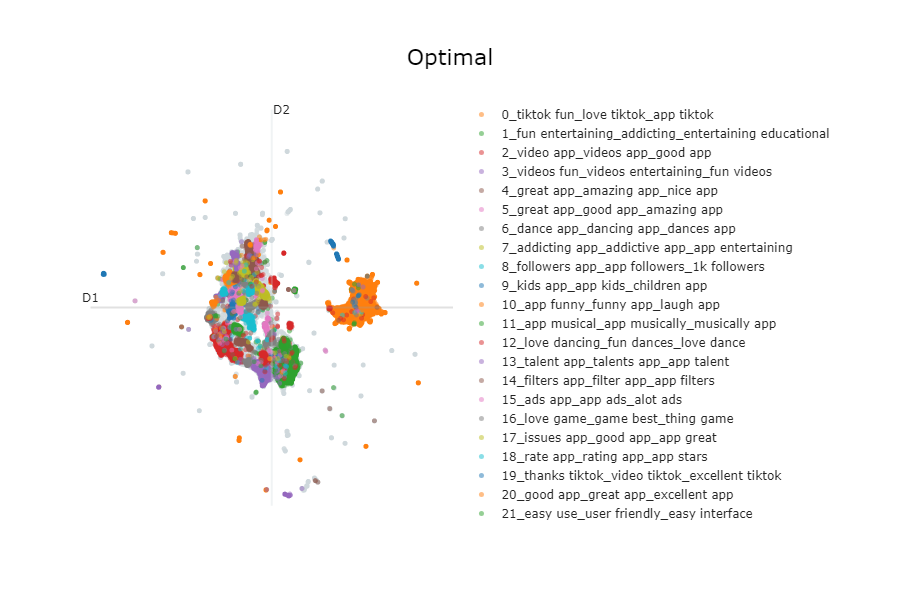 Optimal
D2
D1
0_tiktok fun_love tiktok_app tiktok
1_fun entertaining_addicting_entertaining educational
2_video app_videos app_good app
3_videos fun_videos entertaining_fun videos
4_great app_amazing app_nice app
5_great app_good app_amazing app
6_dance app_dancing app_dances app
7_addicting app_addictive app_app entertaining
8_followers app_app followers_1k followers
9_kids app_app kids_children app
10_app funny_funny app_laugh app
11_app musical_app musically_musically app
12_love dancing_fun dances_love dance
13_talent app_talents app_app talent
14_filters app_filter app_app filters
15_ads app_app ads_alot ads
16_love game_game best_thing game
17_issues app_good app_app great
18_rate app_rating app_app stars
19_thanks tiktok_video tiktok_excellent tiktok
20_good app_great app_excellent app
21_easy use_user friendly_easy interface